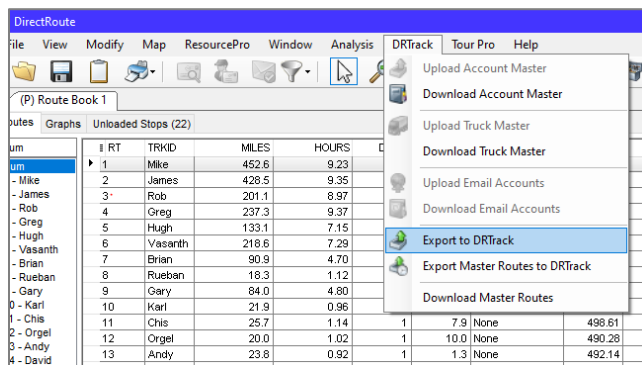 DirectRoute
File View Modify Map ResourcePro Window Analysis DRTrack Tour Pro Help
(P) Route Book 1
Routes Graphs Unloaded Stops (22)
um RT TRKID MILES HOURS D
um 1 Mike 452.6 9.23
- Mike 2 James 428.5 9.35
- James 3* Rob 201.1 8.97
- Rob 4 Greg 237.3 9.37
- Greg 5 Hugh 133.1 7.15
- Hugh 6 Vasanth 218.6 7.29
- Vasanth 7 Brian 90.9 4.70
- Brian 8 Rueban 18.3 1.12
- Rueban 9 Gary 84.0 4.80
- Gary 10 Karl 21.9 0.96
0 - Karl 11 Chis 25.7 1.14 1 7.9 None 498.61
1 - Chis 12 Orgel 20.0 1.02 1 10.0 None 490.28
2 - Orgel 13 Andy 23.8 0.92 1 1.3 None 492.14
3 - Andy
4 - David
Upload Account Master
Download Account Master
Upload Truck Master
Download Truck Master
Upload Email Accounts
Download Email Accounts
Export to DRTrack
Export Master Routes to DRTrack
Download Master Routes